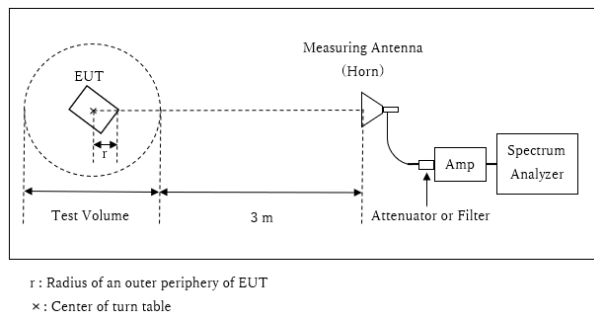 Measuring Antenna
(Horn)
EUT
×
r
Amp
Spectrum
Analyzer
Test Volume
3 m
Attenuator or Filter
r : Radius of an outer periphery of EUT
× : Center of turn table